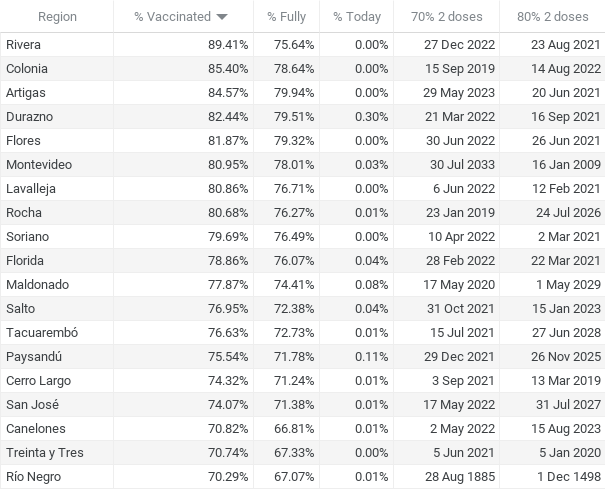 Region % Vaccinated % Fully % Today 70% 2 doses 80% 2 doses
Rivera 89.41% 75.64% 0.00% 27 Dec 2022 23 Aug 2021
Colonia 85.40% 78.64% 0.00% 15 Sep 2019 14 Aug 2022
Artigas 84.57% 79.94% 0.00% 29 May 2023 20 Jun 2021
Durazno 82.44% 79.51% 0.30% 21 Mar 2022 16 Sep 2021
Flores 81.87% 79.32% 0.00% 30 Jun 2022 26 Jun 2021
Montevideo 80.95% 78.01% 0.03% 30 Jul 2033 16 Jan 2009
Lavalleja 80.86% 76.71% 0.00% 6 Jun 2022 12 Feb 2021
Rocha 80.68% 76.27% 0.01% 23 Jan 2019 24 Jul 2026
Soriano 79.69% 76.49% 0.00% 10 Apr 2022 2 Mar 2021
Florida 78.86% 76.07% 0.04% 28 Feb 2022 22 Mar 2021
Maldonado 77.87% 74.41% 0.08% 17 May 2020 1 May 2029
Salto 76.95% 72.38% 0.04% 31 Oct 2021 15 Jan 2023
Tacuarembó 76.63% 72.73% 0.01% 15 Jul 2021 27 Jun 2028
Paysandú 75.54% 71.78% 0.11% 29 Dec 2021 26 Nov 2025
Cerro Largo 74.32% 71.24% 0.01% 3 Sep 2021 13 Mar 2019
San José 74.07% 71.38% 0.01% 17 May 2022 31 Jul 2027
Canelones 70.82% 66.81% 0.01% 2 May 2022 15 Aug 2023
Treinta y Tres 70.74% 67.33% 0.00% 5 Jun 2021 5 Jan 2020
Río Negro 70.29% 67.07% 0.01% 28 Aug 1885 1 Dec 1498